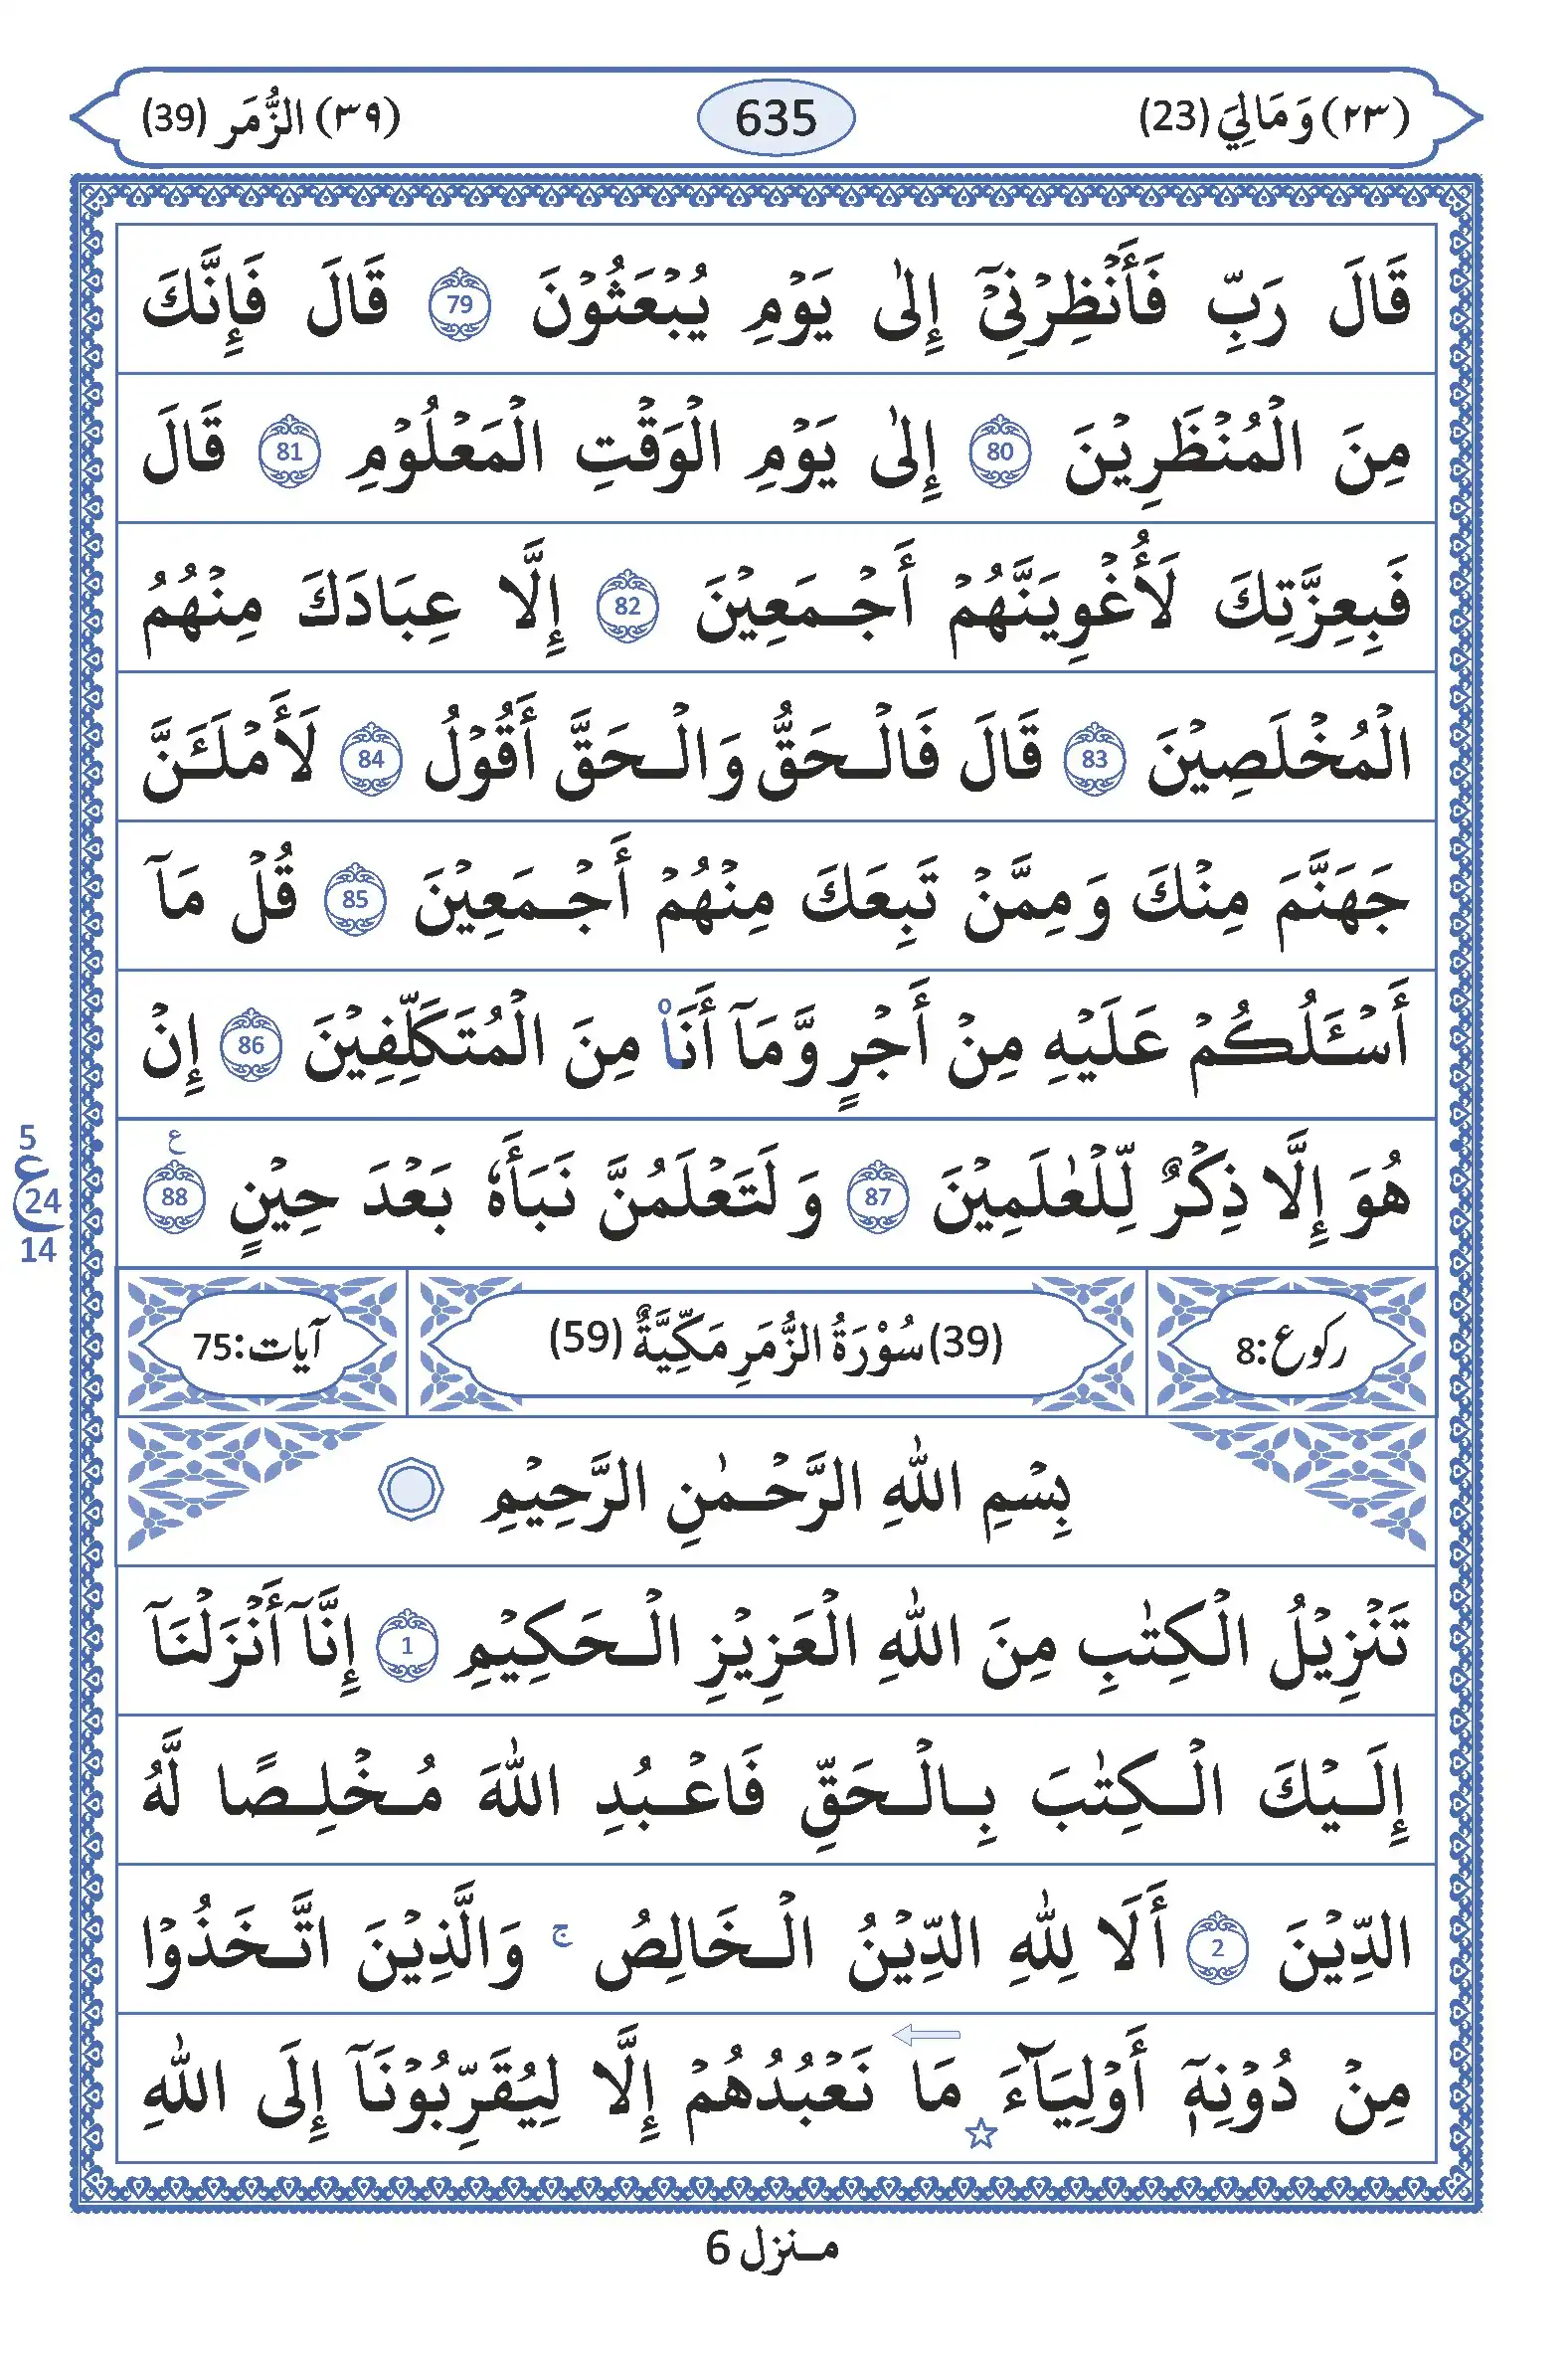 (٢٣) وَمَالِيَ (23) 635 (٣٩) الزُّمَر (39)
قَالَ رَبِّ فَأَنْظِرْنِيْٓ إِلٰى يَوْمِ يُبْعَثُوْنَ 79 قَالَ فَإِنَّكَ
مِنَ الْمُنْظَرِيْنَ 80 إِلٰى يَوْمِ الْوَقْتِ الْمَعْلُوْمِ 81 قَالَ
فَبِعِزَّتِكَ لَأُغْوِيَنَّهُمْ أَجْمَعِيْنَ 82 إِلَّا عِبَادَكَ مِنْهُمُ
الْمُخْلَصِيْنَ 83 قَالَ فَالْحَقُّ وَالْحَقَّ أَقُوْلُ 84 لَأَمْلَـَٔنَّ
جَهَنَّمَ مِنْكَ وَمِمَّنْ تَبِعَكَ مِنْهُمْ أَجْمَعِيْنَ 85 قُلْ مَآ
أَسْـَٔلُكُمْ عَلَيْهِ مِنْ أَجْرٍ وَّمَآ أَنَا۠ مِنَ الْمُتَكَلِّفِيْنَ 86 إِنْ
هُوَ إِلَّا ذِكْرٌ لِّلْعٰلَمِيْنَ 87 وَلَتَعْلَمُنَّ نَبَأَهٗ بَعْدَ حِيْنٍ 88 ع
5
ع 24
14
رکوع:8 (39) سُوْرَةُ الزُّمَرِ مَكِّيَّةٌ (59) آیات:75
بِسْمِ اللّٰهِ الرَّحْمٰنِ الرَّحِيْمِ
تَنْزِيْلُ الْكِتٰبِ مِنَ اللّٰهِ الْعَزِيْزِ الْحَكِيْمِ 1 إِنَّآ أَنْزَلْنَآ
إِلَيْكَ الْكِتٰبَ بِالْحَقِّ فَاعْبُدِ اللّٰهَ مُخْلِصًا لَّهُ
الدِّيْنَ 2 أَلَا لِلّٰهِ الدِّيْنُ الْخَالِصُ ج وَالَّذِيْنَ اتَّخَذُوْا
مِنْ دُوْنِهٖٓ أَوْلِيَآءَ ☆ مَا نَعْبُدُهُمْ إِلَّا لِيُقَرِّبُوْنَآ إِلَى اللّٰهِ
منزل 6